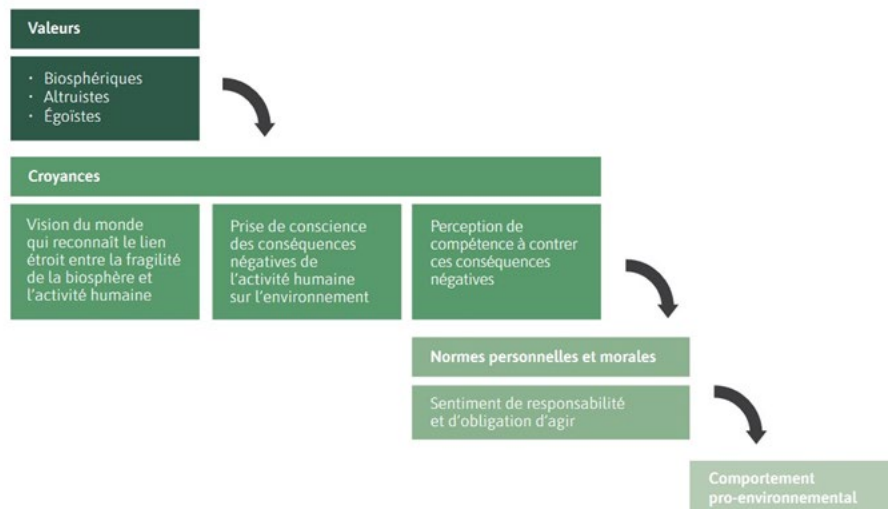 Valeurs
· Biosphériques
· Altruistes
· Égoïstes
Croyances
Vision du monde
qui reconnaît le lien
étroit entre la fragilité
de la biosphère et
l'activité humaine
Prise de conscience
des conséquences
négatives de
l'activité humaine
sur l'environnement
Perception de
compétence à contrer
ces conséquences
négatives
Normes personnelles et morales
Sentiment de responsabilité
et d'obligation d'agir
Comportement
pro-environnemental